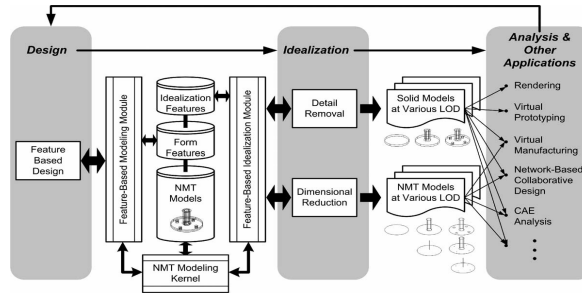 Design
Idealization
Analysis &
Other
Applications
Feature
Based
Design
Feature-Based Modeling Module
Idealization
Features
Form
Features
NMT
Models
NMT Modeling
Kernel
Feature-Based Idealization Module
Detail
Removal
Dimensional
Reduction
Solid Models
at Various LOD
NMT Models
at Various LOD
Rendering
Virtual
Prototyping
Virtual
Manufacturing
Network-Based
Collaborative
Design
CAE
Analysis